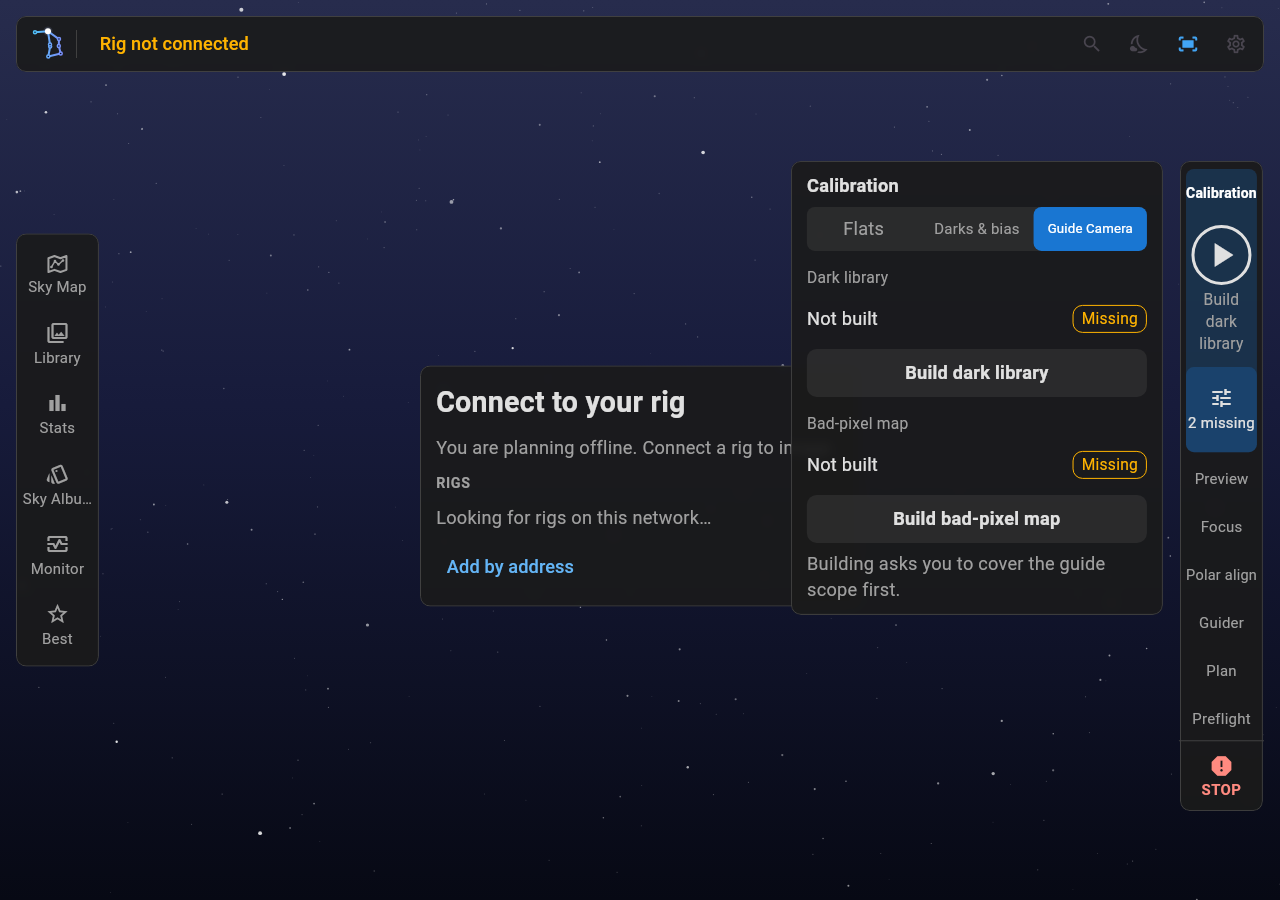 Rig not connected
Sky Map
Library
Stats
Sky Albu...
Monitor
Best
Connect to your rig
You are planning offline. Connect a rig to
RIGS
Looking for rigs on this network...
Add by address
Calibration
Flats
Darks & bias
Guide Camera
Dark library
Not built
Missing
Build dark library
Bad-pixel map
Not built
Missing
Build bad-pixel map
Building asks you to cover the guide
scope first.
Calibration
Build
dark
library
2 missing
Preview
Focus
Polar align
Guider
Plan
Preflight
STOP